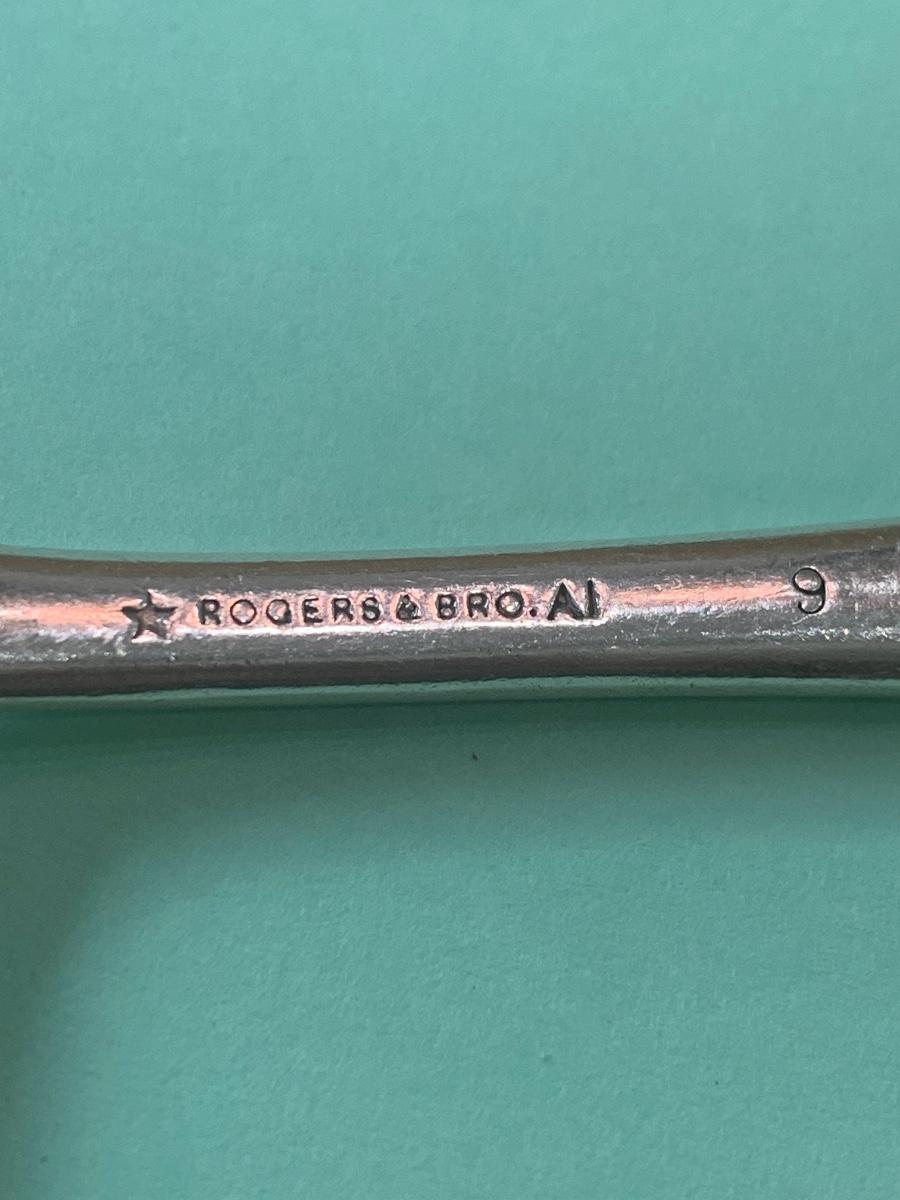 ★ ROGERS & BRO. A1 9